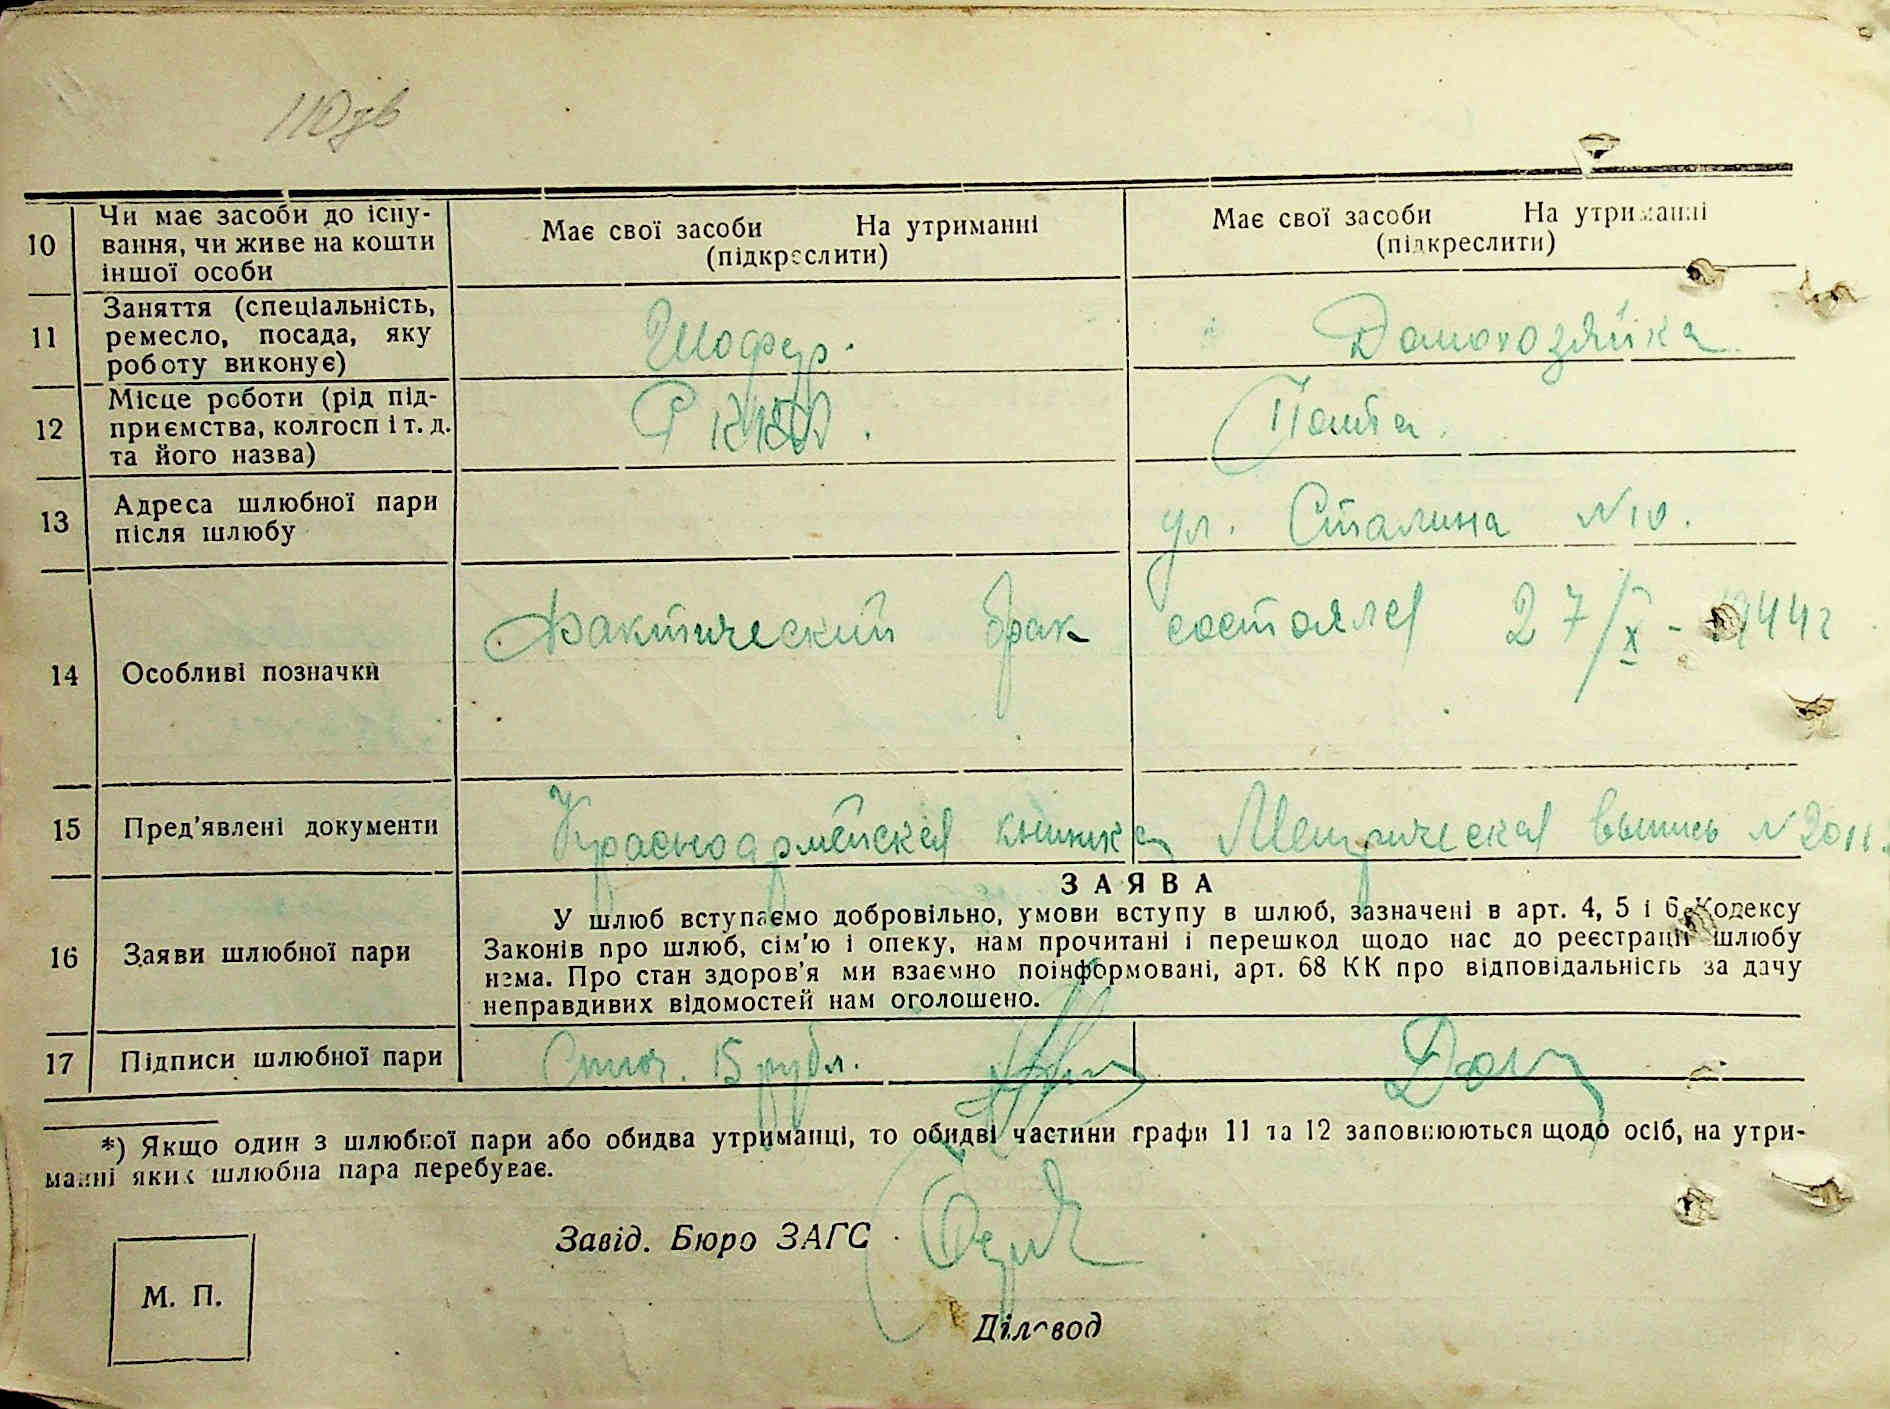 110зв
10 Чи має засоби до існу-
вання, чи живе на кошти
іншої особи
Має свої засоби На утриманні
(підкреслити)
Має свої засоби На утриманні
(підкреслити)
11 Заняття (спеціальність,
ремесло, посада, яку
роботу виконує)
Шофер.
Домохозяйка
12 Місце роботи (рід під-
приємства, колгосп і т. д.
та його назва)
РККА.
13 Адреса шлюбної пари
після шлюбу
ул. Сталина №10.
14 Особливі позначки
Фактический брак состоялся 27/X - 1944г
15 Пред'явлені документи
Красноармейская книжка
Метрическая выпись №2011.
16 Заяви шлюбної пари
ЗАЯВА
У шлюб вступаємо добровільно, умови вступу в шлюб, зазначені в арт. 4, 5 і 6 Кодексу
Законів про шлюб, сім'ю і опеку, нам прочитані і перешкод щодо нас до реєстрації шлюбу
нема. Про стан здоров'я ми взаємно поінформовані, арт. 68 КК про відповідальність за дачу
неправдивих відомостей нам оголошено.
17 Підписи шлюбної пари
15 рубл.
*) Якщо один з шлюбної пари або обидва утриманці, то обидві частини графи 11 та 12 заповнюються щодо осіб, на утри-
манні яких шлюбна пара перебуває.
Завід. Бюро ЗАГС
М. П.
Діловод